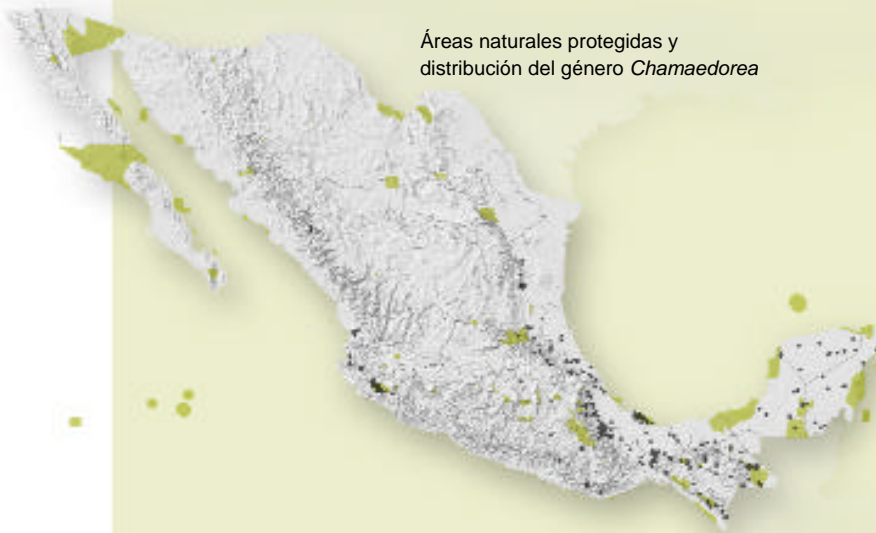 Áreas naturales protegidas y
distribución del género Chamaedorea